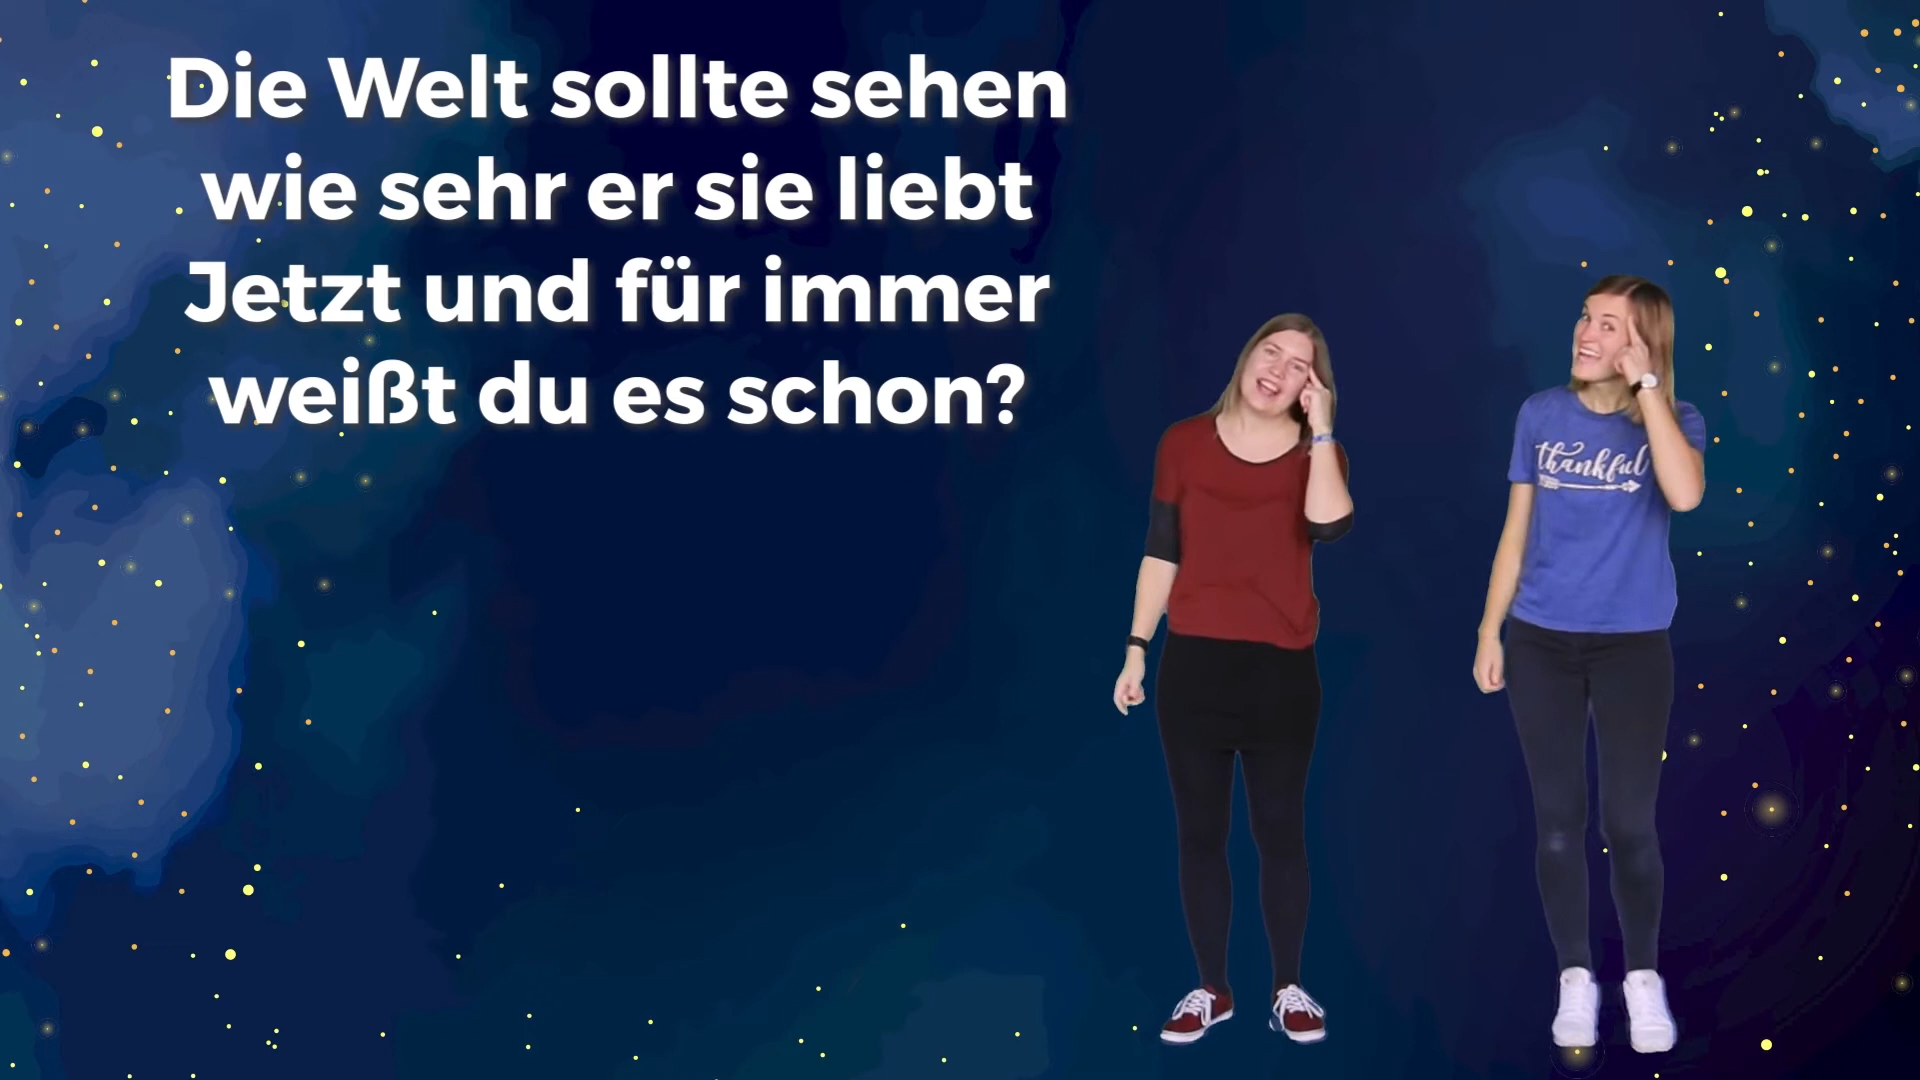 Die Welt sollte sehen
wie sehr er sie liebt
Jetzt und für immer
weißt du es schon?
thankful